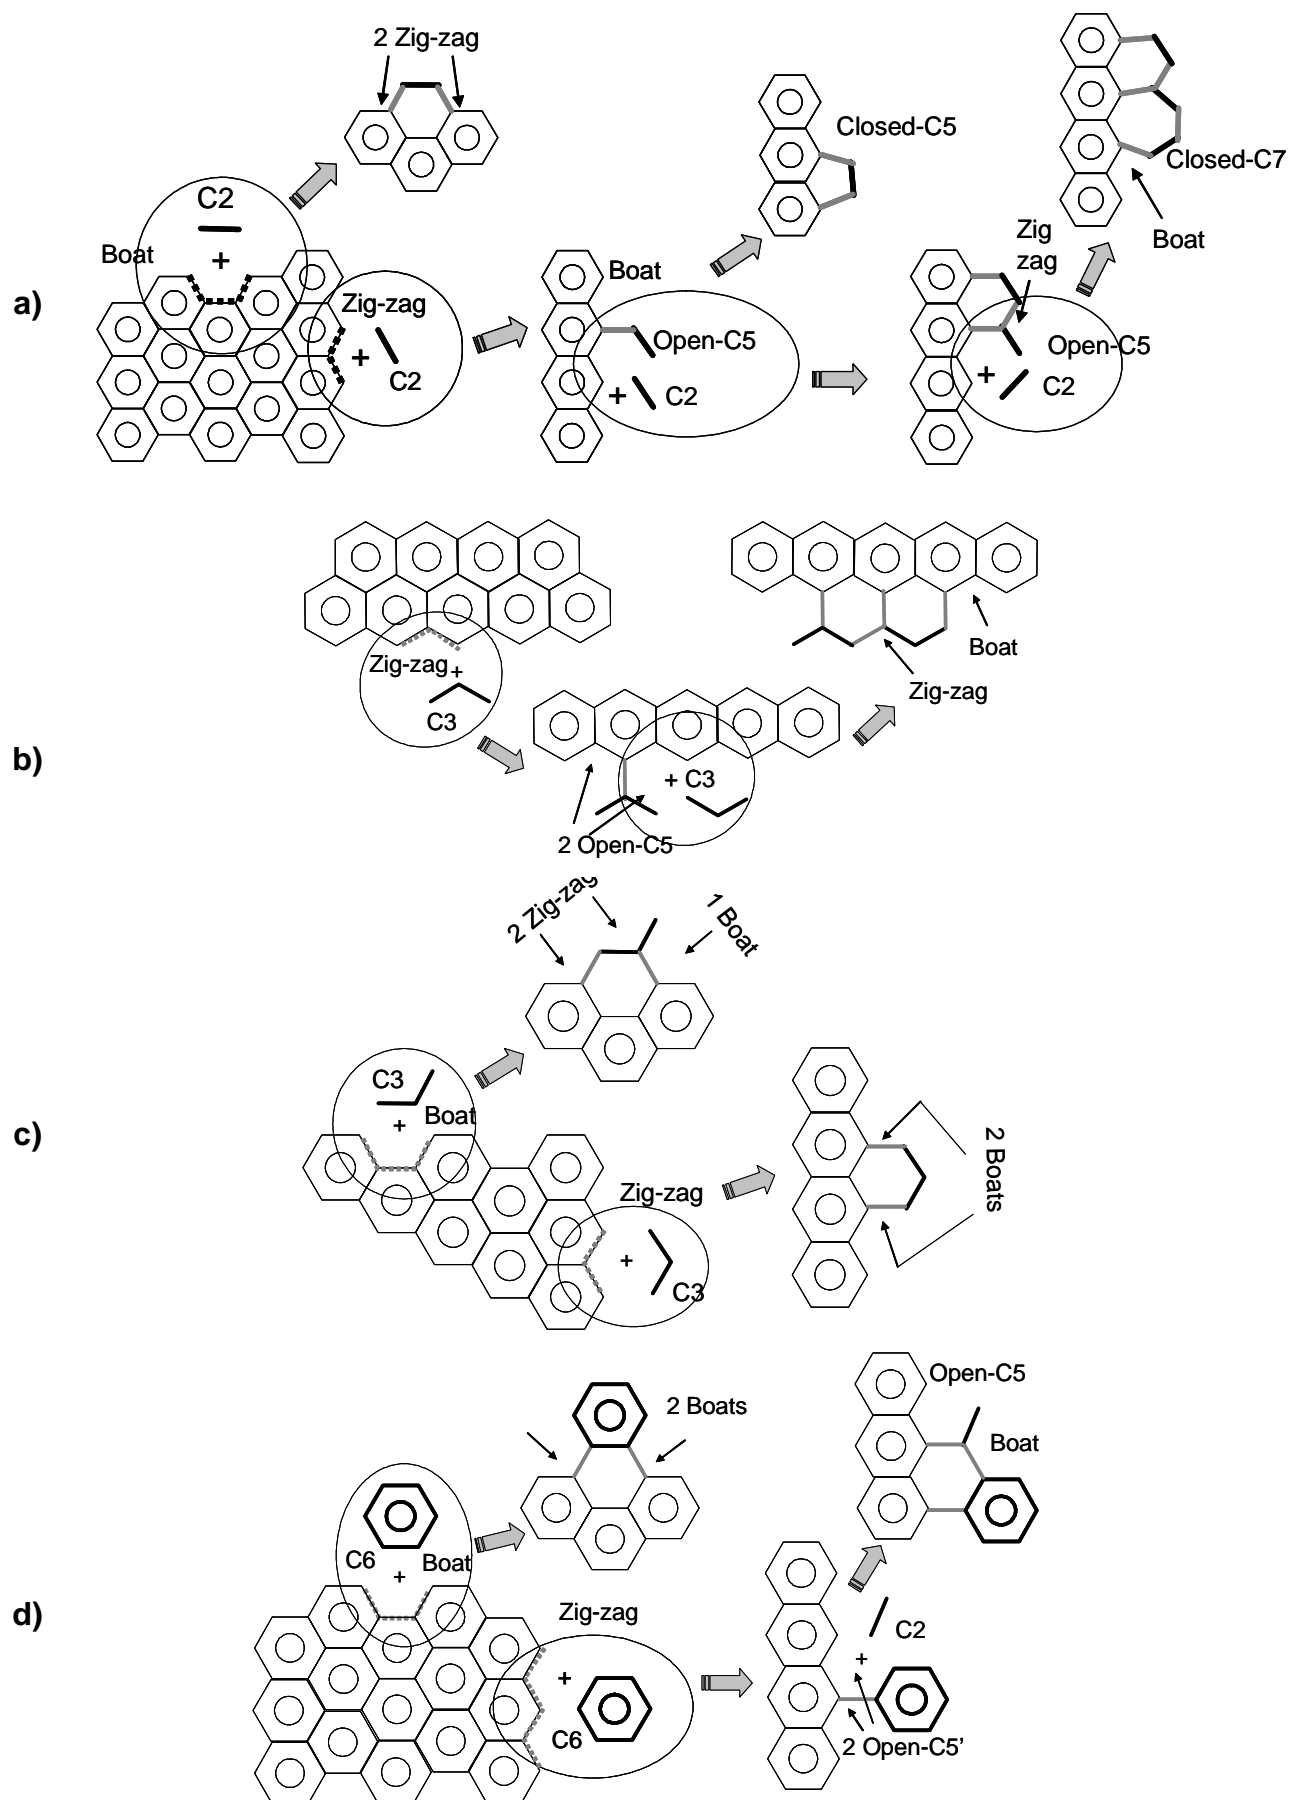 2 Zig-zag
Closed-C5
Closed-C7
Boat
Zig
zag
C2
+
Boat
a)
Zig-zag
+
C2
Boat
Open-C5
+
C2
Open-C5
+
C2
Zig-zag
+
C3
Boat
Zig-zag
b)
+ C3
2 Open-C5
2 Zig-zag
1 Boat
c)
C3
Boat
+
Zig-zag
+
C3
2 Boats
2 Boats
Open-C5
Boat
d)
C6
Boat
+
Zig-zag
+
C6
C2
+
2 Open-C5'